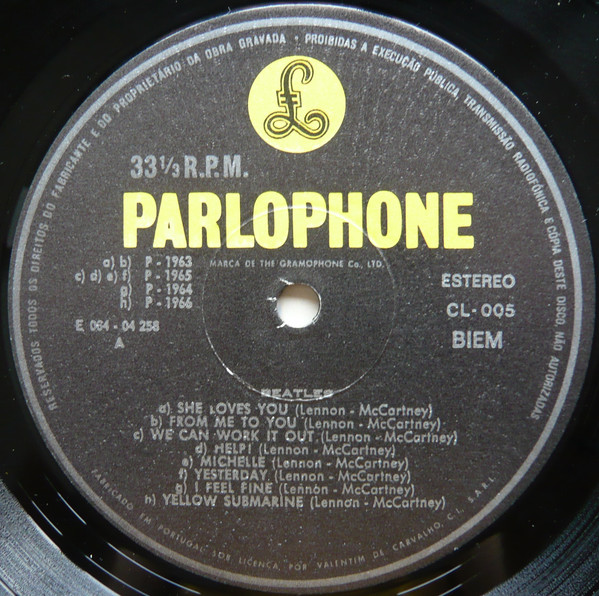 RESERVADOS TODOS OS DIREITOS DO FABRICANTE E DO PROPRIETÁRIO DA OBRA GRAVADA • PROIBIDAS A EXECUÇÃO PÚBLICA, TRANSMISSÃO RADIOFÓNICA E CÓPIA DESTE DISCO, NÃO AUTORIZADAS
£
33 1/3 R.P.M.
PARLOPHONE
MARCA DE THE GRAMOPHONE Co., LTD.
a) b) P - 1963
c) d) e) f) P - 1965
g) P - 1964
h) P - 1966
E 064 - 04 258
A
ESTEREO
CL-005
BIEM
BEATLES
a) SHE LOVES YOU (Lennon - McCartney)
b) FROM ME TO YOU (Lennon - McCartney)
c) WE CAN WORK IT OUT (Lennon - McCartney)
d) HELP! (Lennon - McCartney)
e) MICHELLE (Lennon - McCartney)
f) YESTERDAY (Lennon - McCartney)
g) I FEEL FINE (Lennon - McCartney)
h) YELLOW SUBMARINE (Lennon - McCartney)
FABRICADO EM PORTUGAL SOB LICENÇA, POR VALENTIM DE CARVALHO, C.I., S.A.R.L.